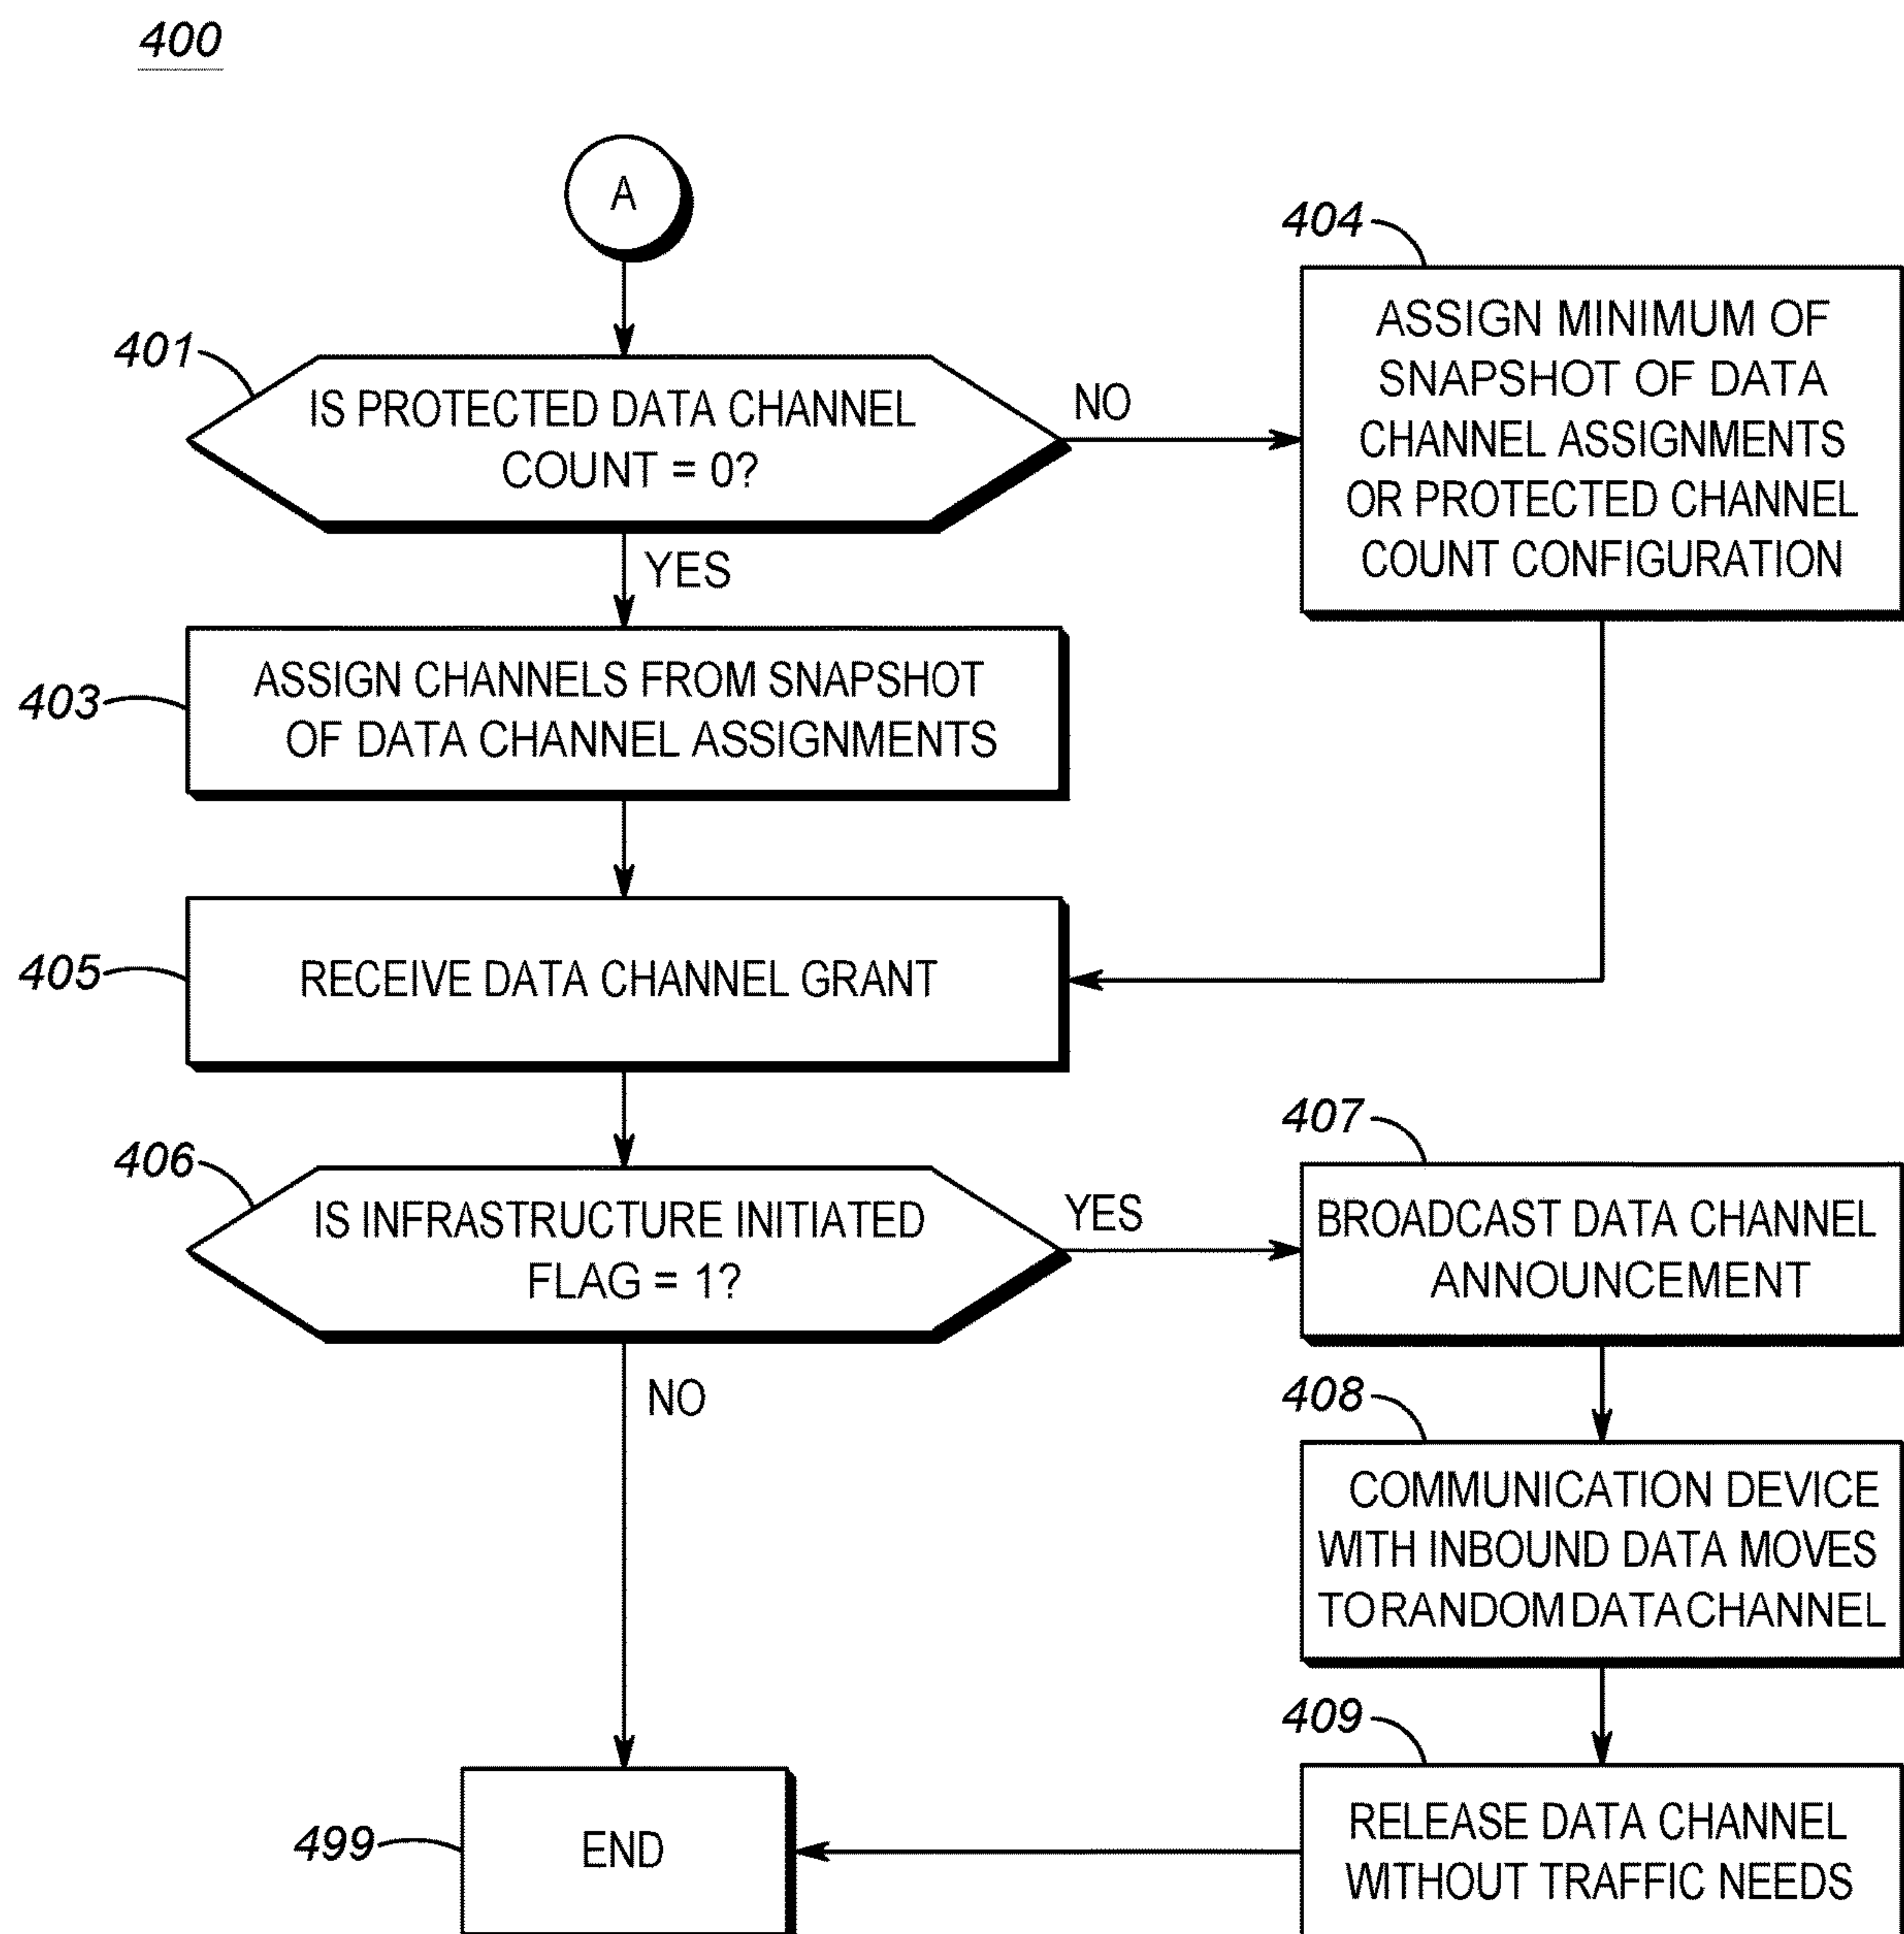 400
A
401
IS PROTECTED DATA CHANNEL
COUNT = 0?
NO
YES
404
ASSIGN MINIMUM OF
SNAPSHOT OF DATA
CHANNEL ASSIGNMENTS
OR PROTECTED CHANNEL
COUNT CONFIGURATION
403
ASSIGN CHANNELS FROM SNAPSHOT
OF DATA CHANNEL ASSIGNMENTS
405
RECEIVE DATA CHANNEL GRANT
406
IS INFRASTRUCTURE INITIATED
FLAG = 1?
YES
NO
407
BROADCAST DATA CHANNEL
ANNOUNCEMENT
408
COMMUNICATION DEVICE
WITH INBOUND DATA MOVES
TO RANDOM DATA CHANNEL
409
RELEASE DATA CHANNEL
WITHOUT TRAFFIC NEEDS
499
END